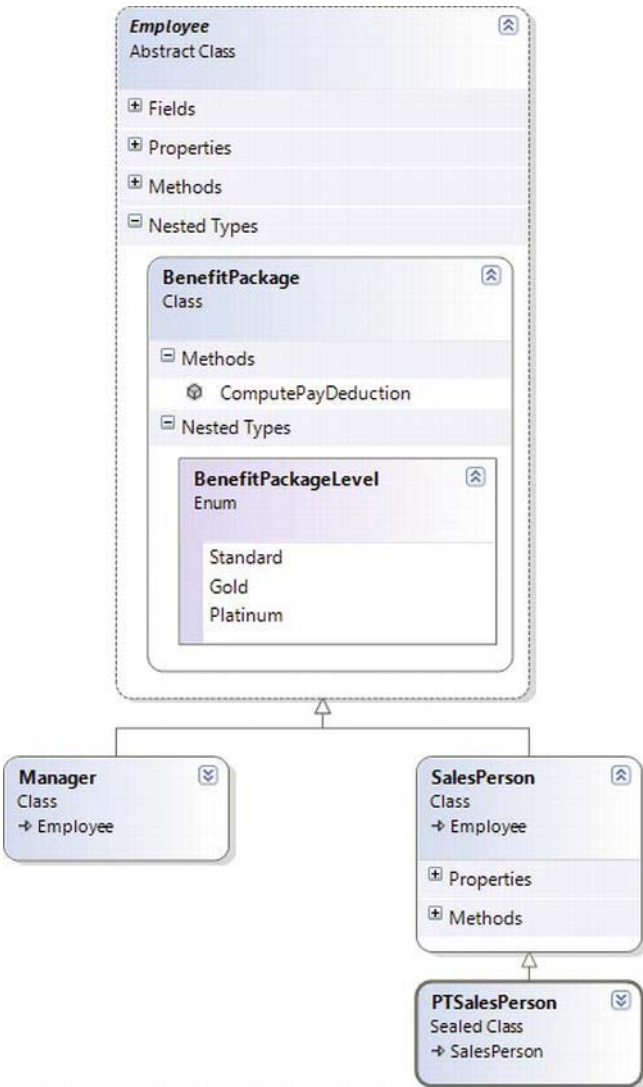 Employee
Abstract Class
Fields
Properties
Methods
Nested Types
BenefitPackage
Class
Methods
ComputePayDeduction
Nested Types
BenefitPackageLevel
Enum
Standard
Gold
Platinum
Manager
Class
Employee
SalesPerson
Class
Employee
Properties
Methods
PTSalesPerson
Sealed Class
SalesPerson